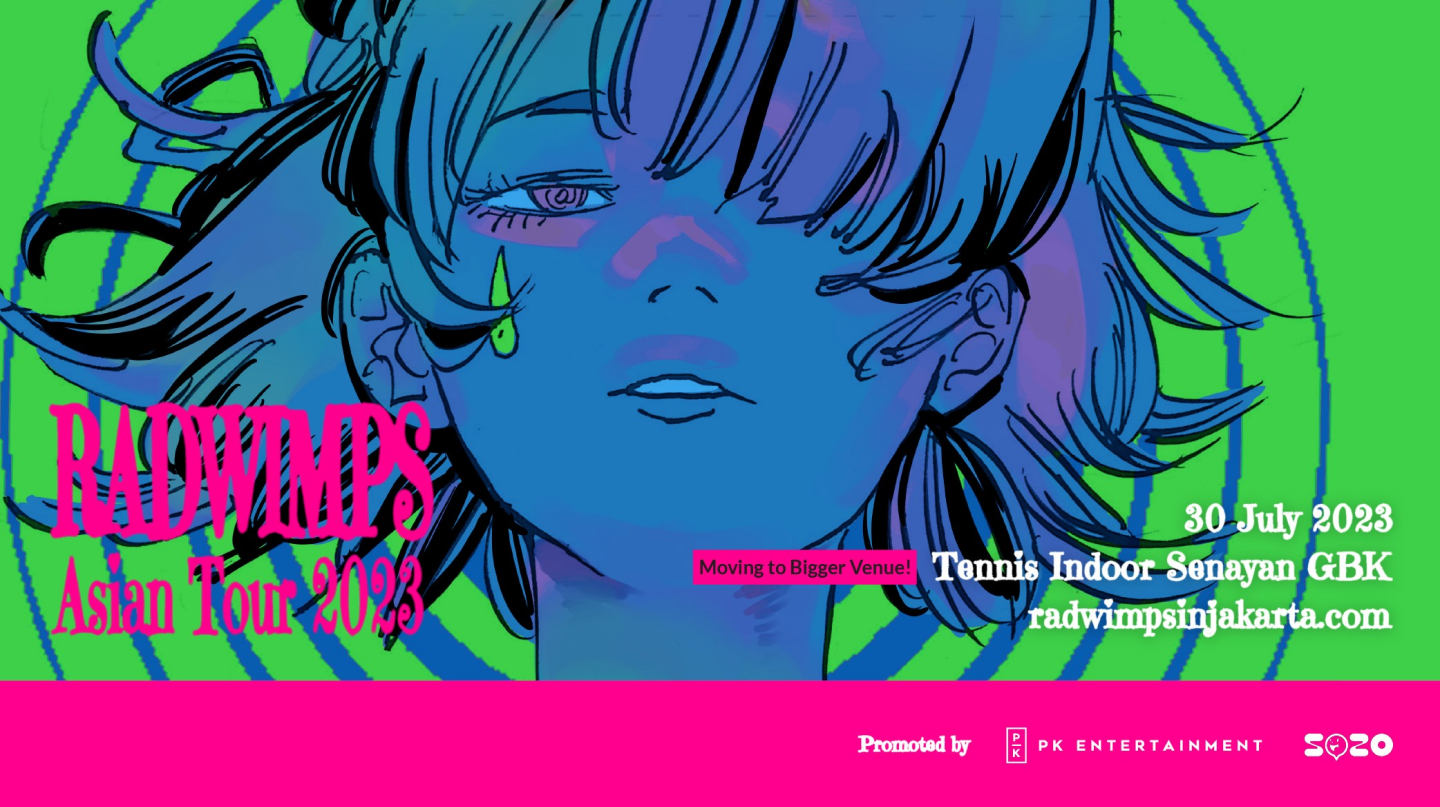 RADWIMPS
Asian Tour 2023
30 July 2023
Moving to Bigger Venue! Tennis Indoor Senayan GBK
radwimpsinjakarta.com
Promoted by PK PK ENTERTAINMENT SOZO